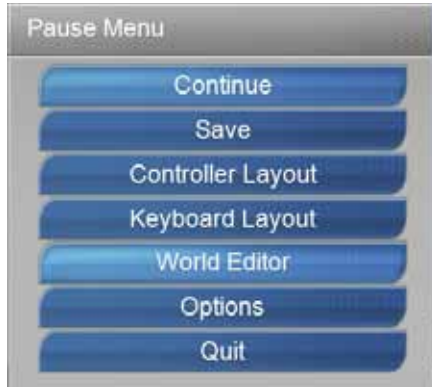 Pause Menu
Continue
Save
Controller Layout
Keyboard Layout
World Editor
Options
Quit